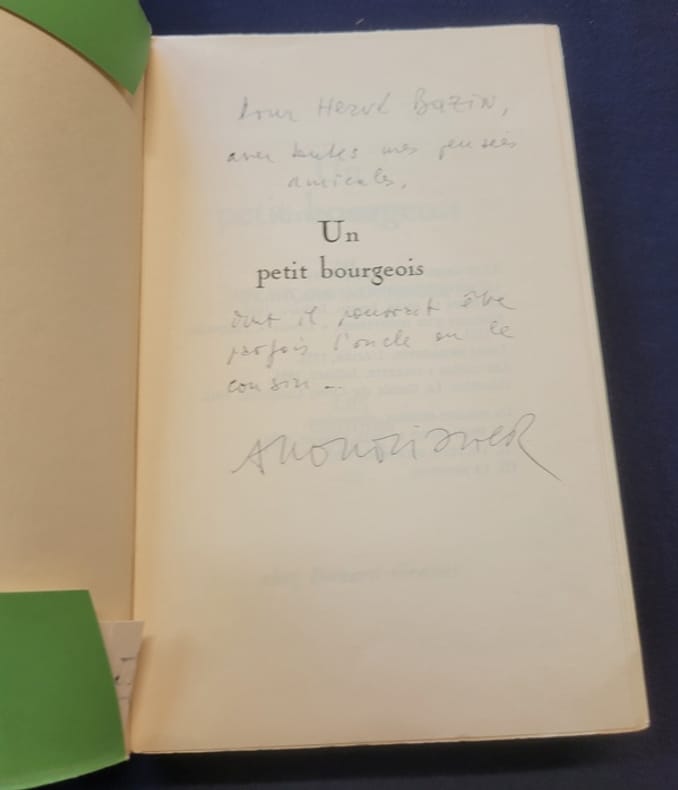 Pour Hervé Bazin,
avec toutes mes pensées
amicales,
Un
petit bourgeois
dont il pourrait être
parfois l'oncle ou le
cousin –